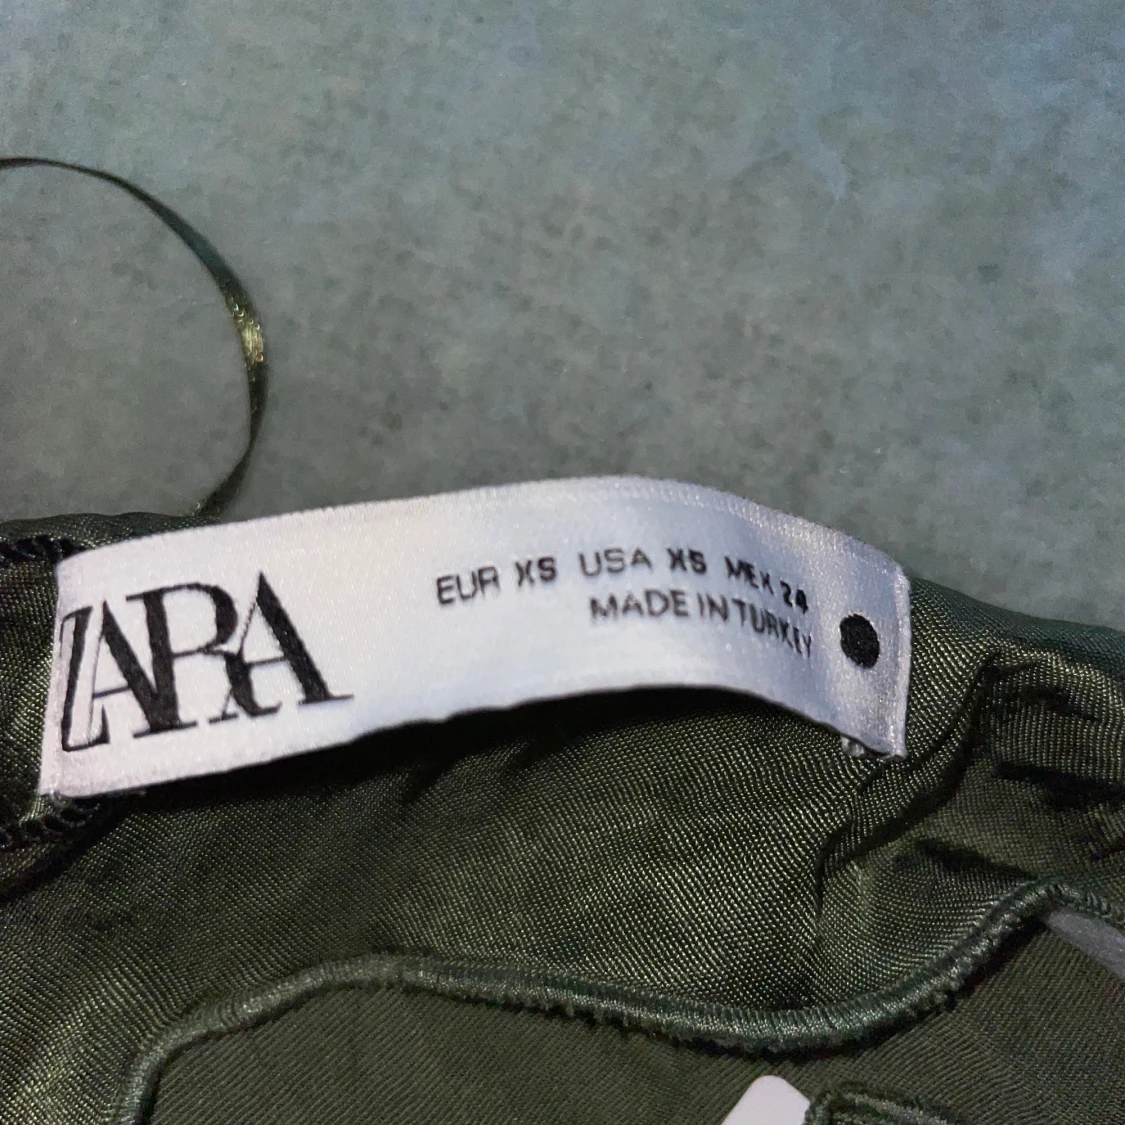 ZARA
EUR XS USA XS MEX 24
MADE IN TURKEY